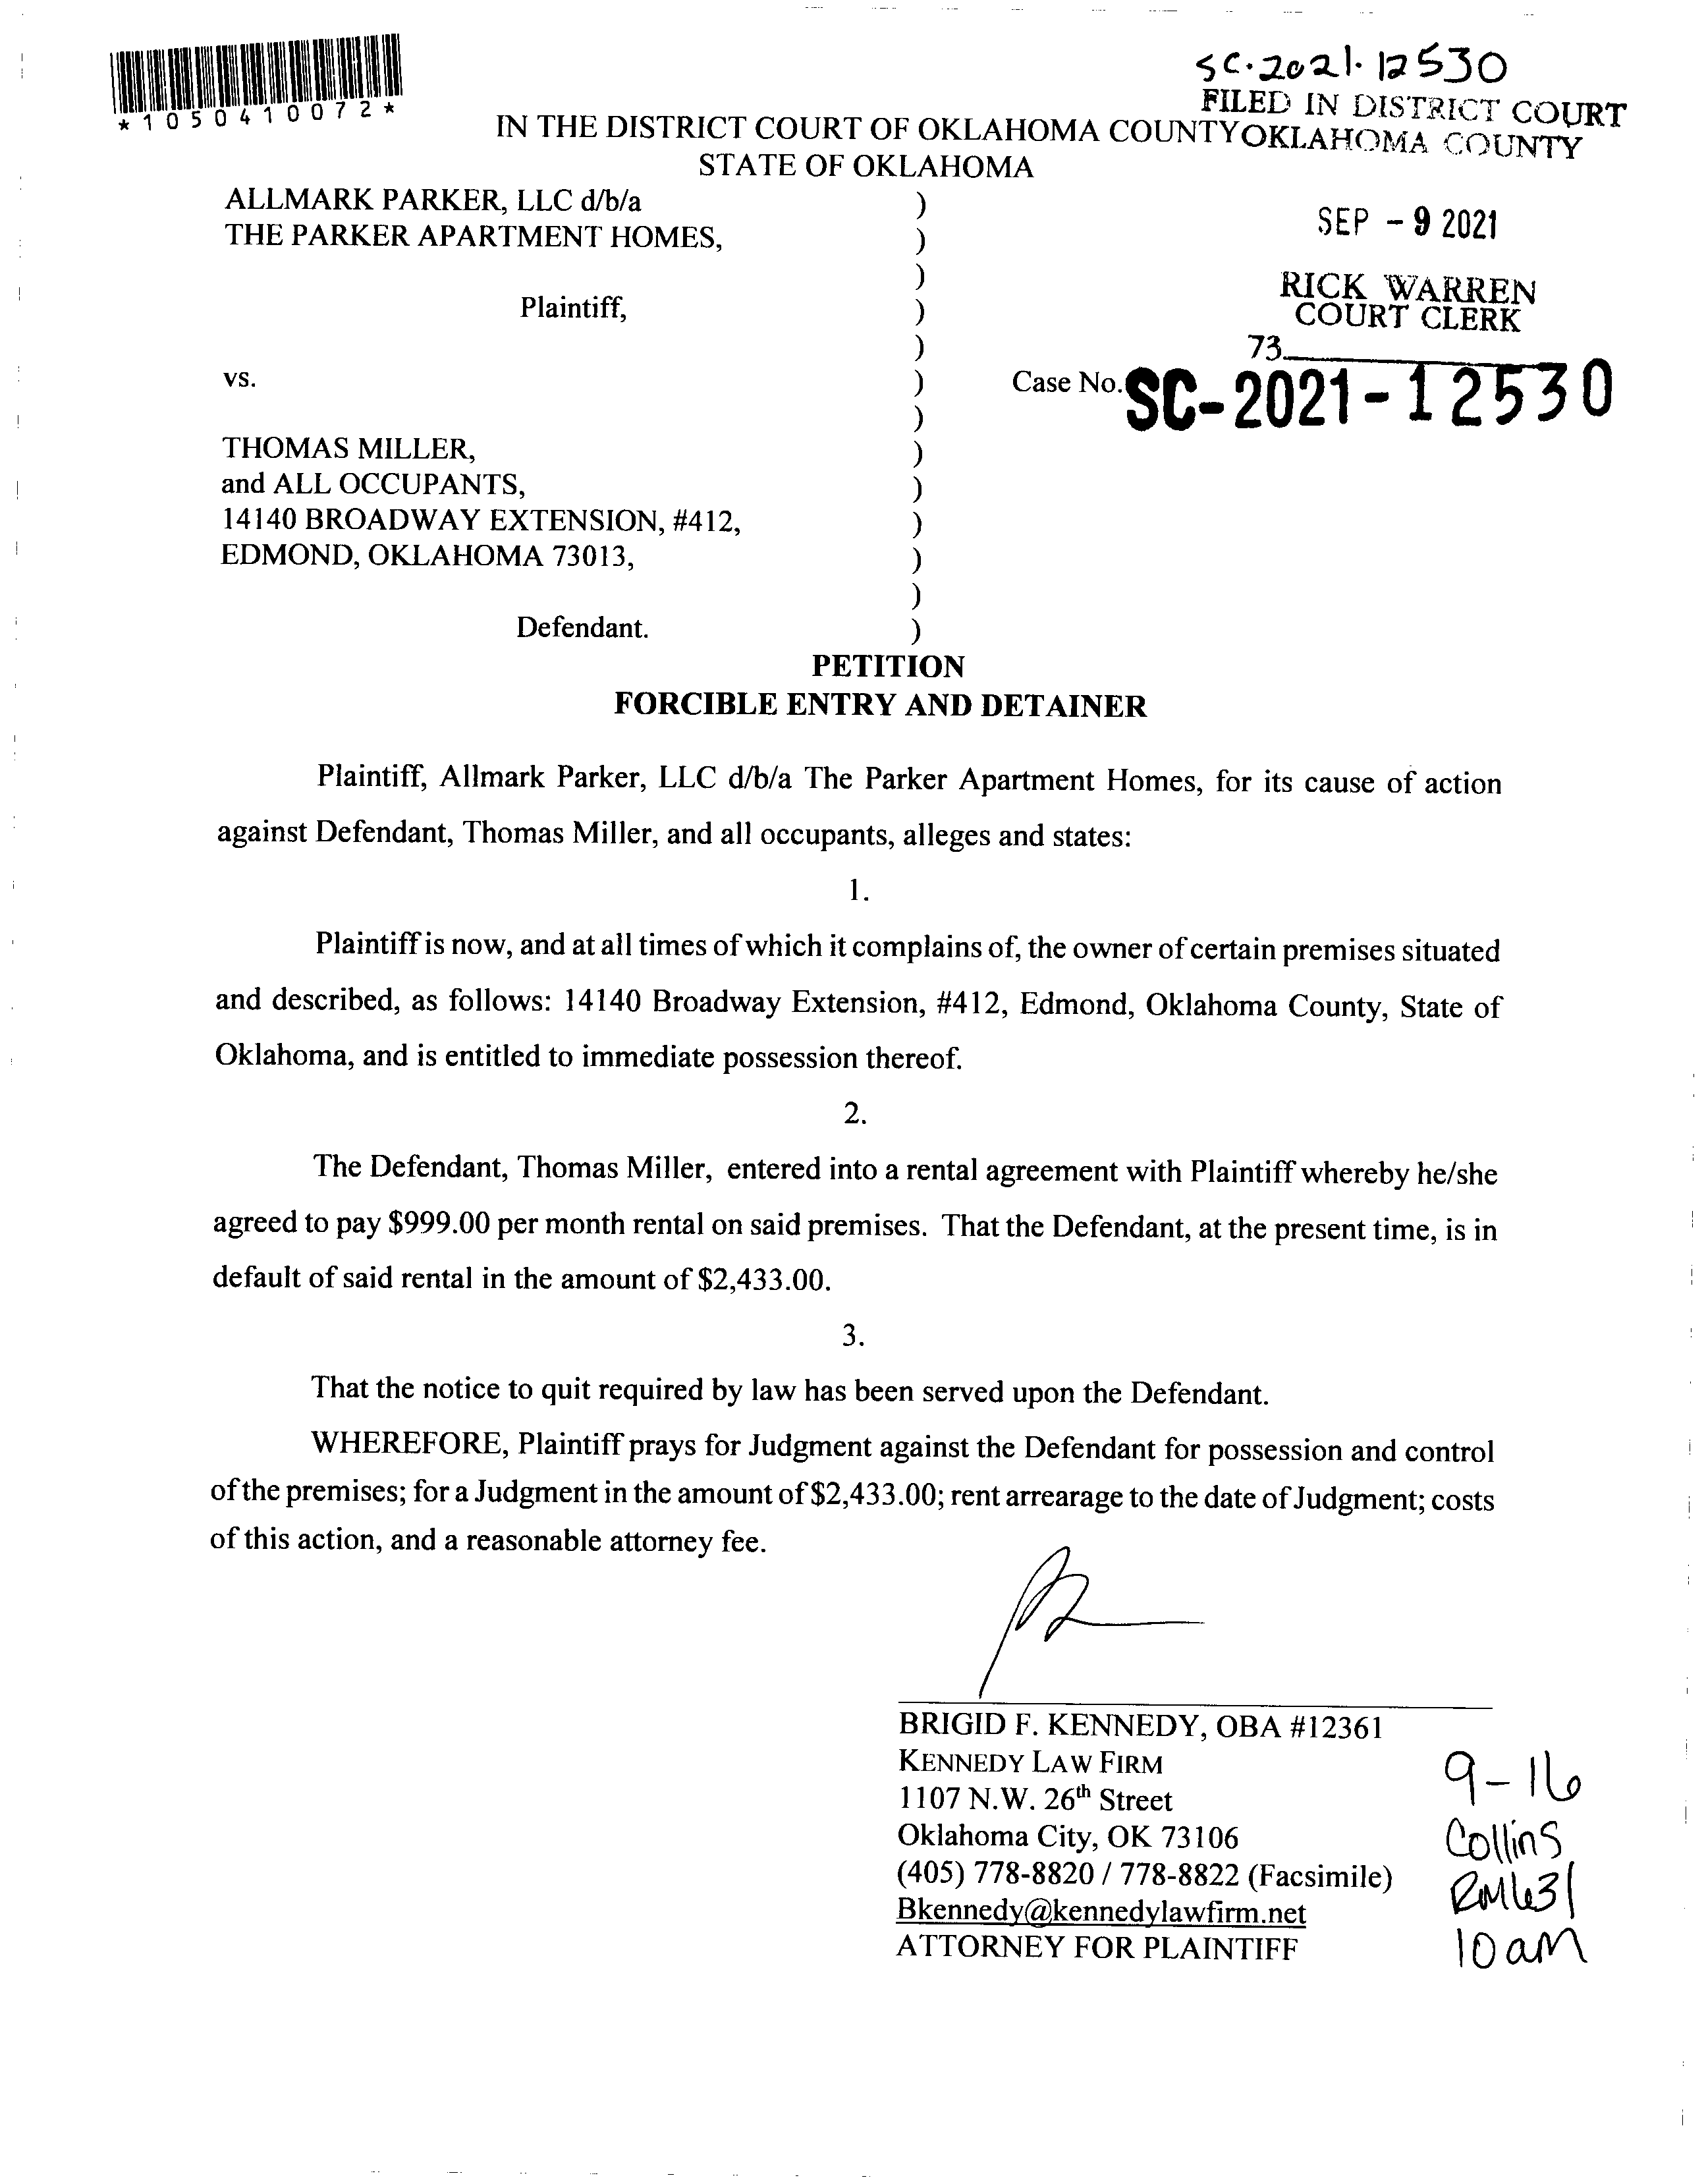 SC-2021-12530
*1050410072*
FILED IN DISTRICT COURT
OKLAHOMA COUNTY
IN THE DISTRICT COURT OF OKLAHOMA COUNTY
STATE OF OKLAHOMA
SEP - 9 2021
RICK WARREN
COURT CLERK
73
ALLMARK PARKER, LLC d/b/a )
THE PARKER APARTMENT HOMES, )
)
Plaintiff, )
)
vs. ) Case No. SC-2021-12530
)
THOMAS MILLER, )
and ALL OCCUPANTS, )
14140 BROADWAY EXTENSION, #412, )
EDMOND, OKLAHOMA 73013, )
)
Defendant. )
PETITION
FORCIBLE ENTRY AND DETAINER
Plaintiff, Allmark Parker, LLC d/b/a The Parker Apartment Homes, for its cause of action
against Defendant, Thomas Miller, and all occupants, alleges and states:
1.
Plaintiff is now, and at all times of which it complains of, the owner of certain premises situated
and described, as follows: 14140 Broadway Extension, #412, Edmond, Oklahoma County, State of
Oklahoma, and is entitled to immediate possession thereof.
2.
The Defendant, Thomas Miller, entered into a rental agreement with Plaintiff whereby he/she
agreed to pay $999.00 per month rental on said premises. That the Defendant, at the present time, is in
default of said rental in the amount of $2,433.00.
3.
That the notice to quit required by law has been served upon the Defendant.
WHEREFORE, Plaintiff prays for Judgment against the Defendant for possession and control
of the premises; for a Judgment in the amount of $2,433.00; rent arrearage to the date of Judgment; costs
of this action, and a reasonable attorney fee.
BRIGID F. KENNEDY, OBA #12361
KENNEDY LAW FIRM
1107 N.W. 26th Street
Oklahoma City, OK 73106
(405) 778-8820 / 778-8822 (Facsimile)
Bkennedy@kennedylawfirm.net
ATTORNEY FOR PLAINTIFF
9-16
Collins
RM631
10am